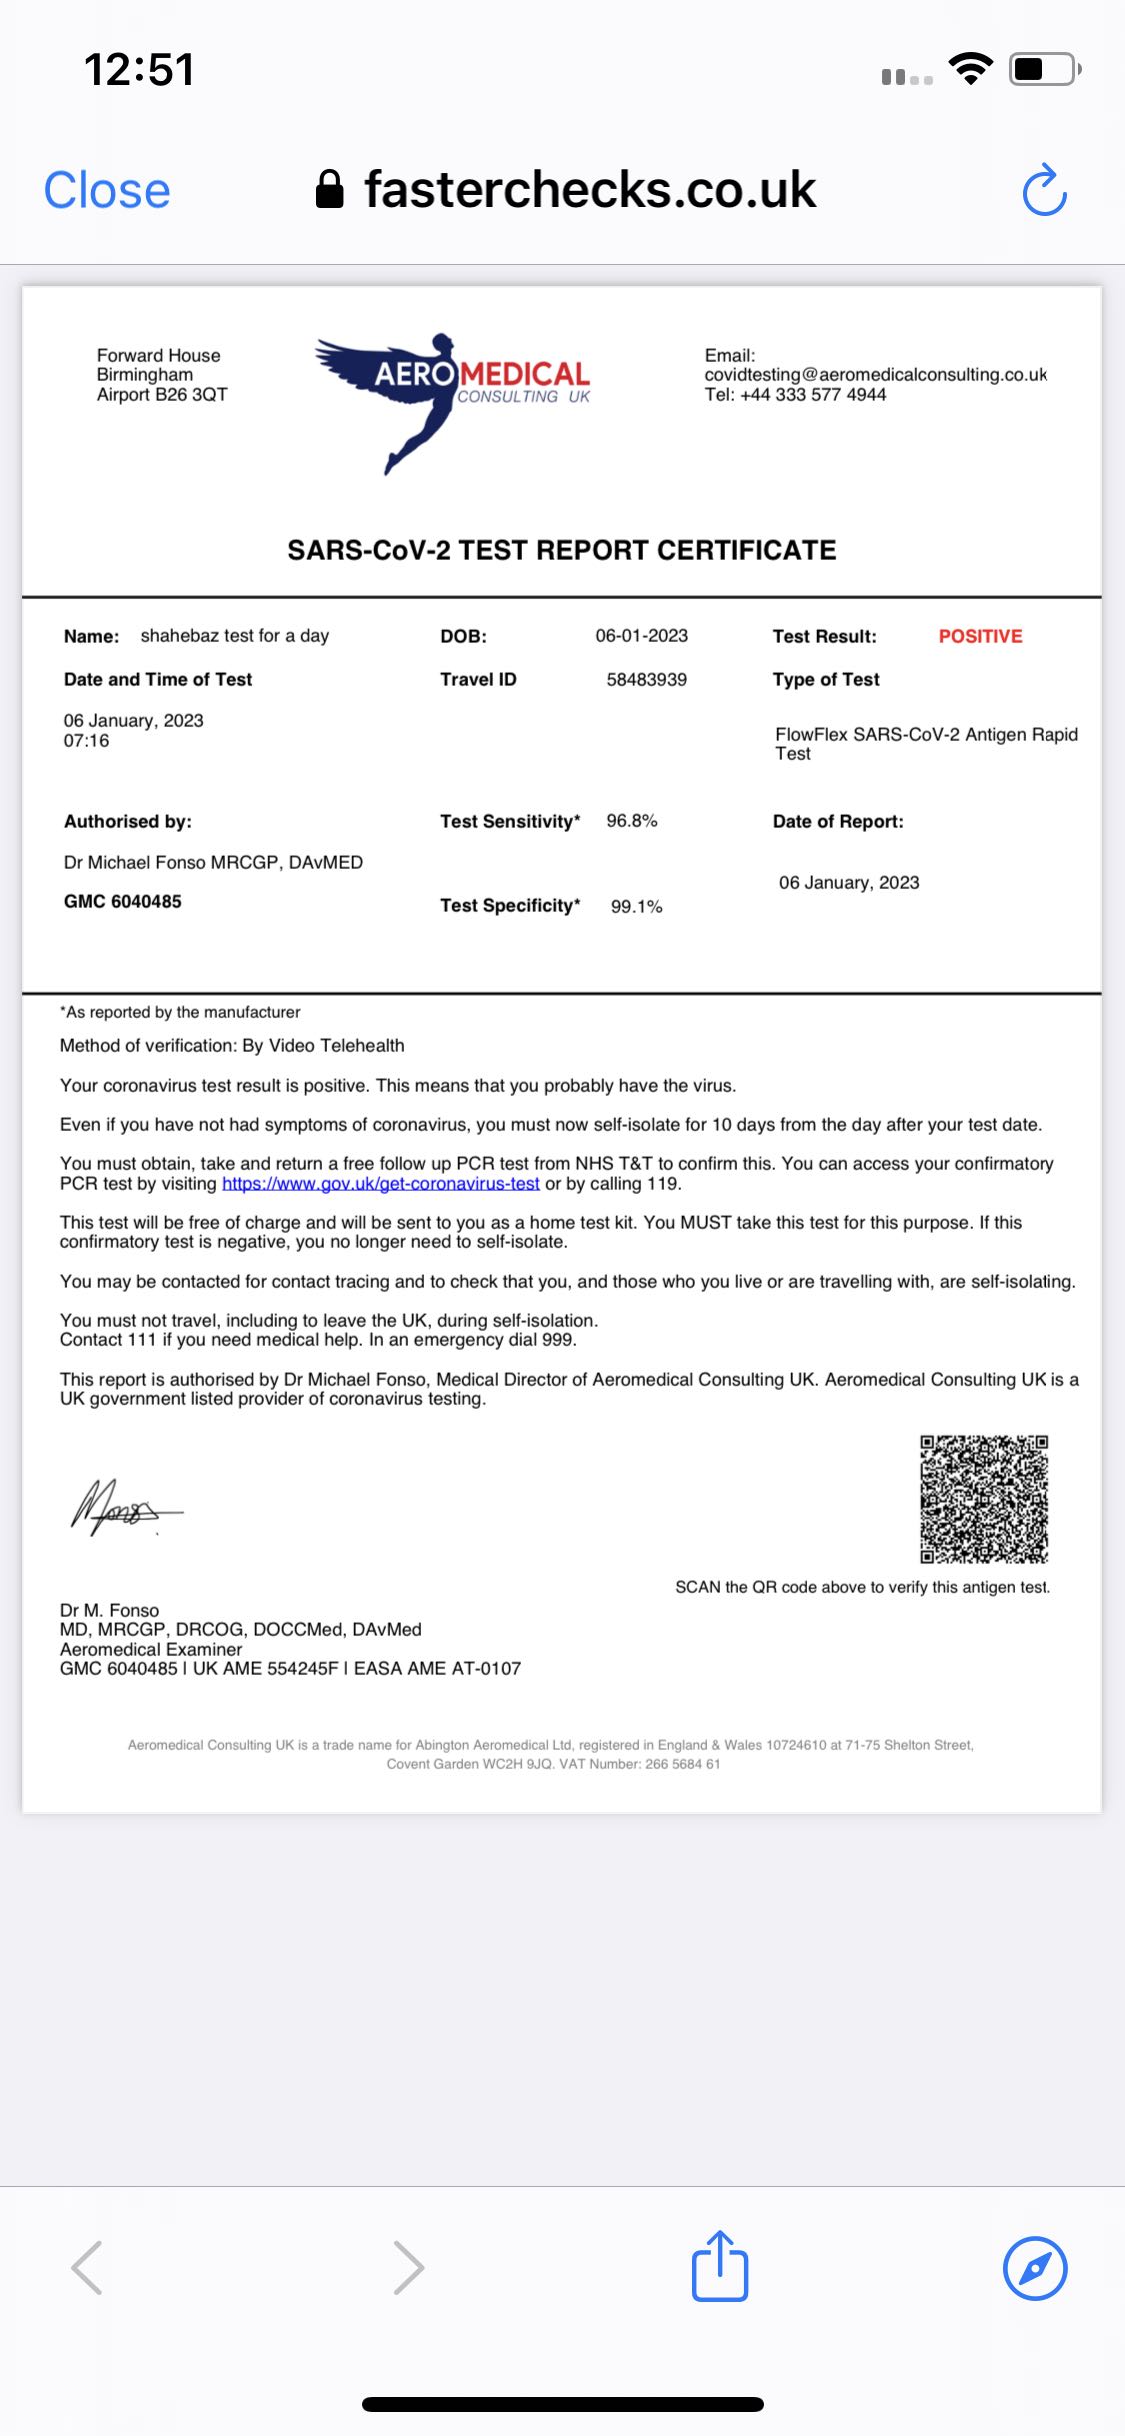 12:51
Close
fasterchecks.co.uk
Forward House
Birmingham
Airport B26 3QT
AEROMEDICAL
CONSULTING UK
Email:
covidtesting@aeromedicalconsulting.co.uk
Tel: +44 333 577 4944
SARS-CoV-2 TEST REPORT CERTIFICATE
Name: shahebaz test for a day
DOB: 06-01-2023
Test Result: POSITIVE
Date and Time of Test
06 January, 2023
07:16
Travel ID 58483939
Type of Test
FlowFlex SARS-CoV-2 Antigen Rapid
Test
Authorised by:
Dr Michael Fonso MRCGP, DAvMED
GMC 6040485
Test Sensitivity* 96.8%
Test Specificity* 99.1%
Date of Report:
06 January, 2023
*As reported by the manufacturer
Method of verification: By Video Telehealth
Your coronavirus test result is positive. This means that you probably have the virus.
Even if you have not had symptoms of coronavirus, you must now self-isolate for 10 days from the day after your test date.
You must obtain, take and return a free follow up PCR test from NHS T&T to confirm this. You can access your confirmatory
PCR test by visiting https://www.gov.uk/get-coronavirus-test or by calling 119.
This test will be free of charge and will be sent to you as a home test kit. You MUST take this test for this purpose. If this
confirmatory test is negative, you no longer need to self-isolate.
You may be contacted for contact tracing and to check that you, and those who you live or are travelling with, are self-isolating.
You must not travel, including to leave the UK, during self-isolation.
Contact 111 if you need medical help. In an emergency dial 999.
This report is authorised by Dr Michael Fonso, Medical Director of Aeromedical Consulting UK. Aeromedical Consulting UK is a
UK government listed provider of coronavirus testing.
SCAN the QR code above to verify this antigen test.
Dr M. Fonso
MD, MRCGP, DRCOG, DOCCMed, DAvMed
Aeromedical Examiner
GMC 6040485 | UK AME 554245F | EASA AME AT-0107
Aeromedical Consulting UK is a trade name for Abington Aeromedical Ltd, registered in England & Wales 10724610 at 71-75 Shelton Street,
Covent Garden WC2H 9JQ. VAT Number: 266 5684 61